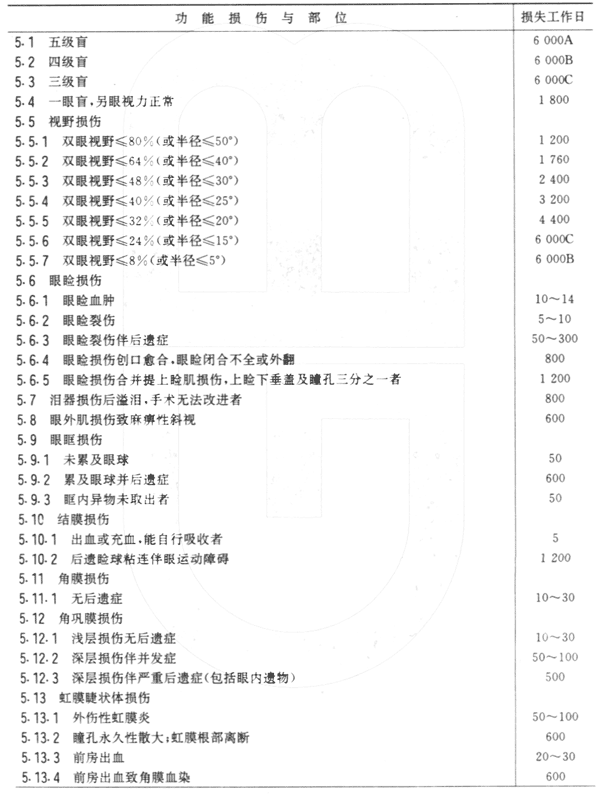 功能损伤与部位 损失工作日
5.1 五级盲 6 000A
5.2 四级盲 6 000B
5.3 三级盲 6 000C
5.4 一眼盲,另眼视力正常 1 800
5.5 视野损伤
5.5.1 双眼视野≤80%(或半径≤50°) 1 200
5.5.2 双眼视野≤64%(或半径≤40°) 1 760
5.5.3 双眼视野≤48%(或半径≤30°) 2 400
5.5.4 双眼视野≤40%(或半径≤25°) 3 200
5.5.5 双眼视野≤32%(或半径≤20°) 4 400
5.5.6 双眼视野≤24%(或半径≤15°) 6 000C
5.5.7 双眼视野≤8%(或半径≤5°) 6 000B
5.6 眼睑损伤
5.6.1 眼睑血肿 10~14
5.6.2 眼睑裂伤 5~10
5.6.3 眼睑裂伤伴后遗症 50~300
5.6.4 眼睑损伤创口愈合,眼睑闭合不全或外翻 800
5.6.5 眼睑损伤合并提上睑肌损伤,上睑下垂盖及瞳孔三分之一者 1 200
5.7 泪器损伤后溢泪,手术无法改进者 800
5.8 眼外肌损伤致麻痹性斜视 600
5.9 眼眶损伤
5.9.1 未累及眼球 50
5.9.2 累及眼球并后遗症 600
5.9.3 眶内异物未取出者 50
5.10 结膜损伤
5.10.1 出血或充血,能自行吸收者 5
5.10.2 后遗睑球粘连伴眼运动障碍 1 200
5.11 角膜损伤
5.11.1 无后遗症 10~30
5.12 角巩膜损伤
5.12.1 浅层损伤无后遗症 10~30
5.12.2 深层损伤伴并发症 50~100
5.12.3 深层损伤伴严重后遗症(包括眼内遗物) 500
5.13 虹膜睫状体损伤
5.13.1 外伤性虹膜炎 50~100
5.13.2 瞳孔永久性散大;虹膜根部离断 600
5.13.3 前房出血 20~30
5.13.4 前房出血致角膜血染 600